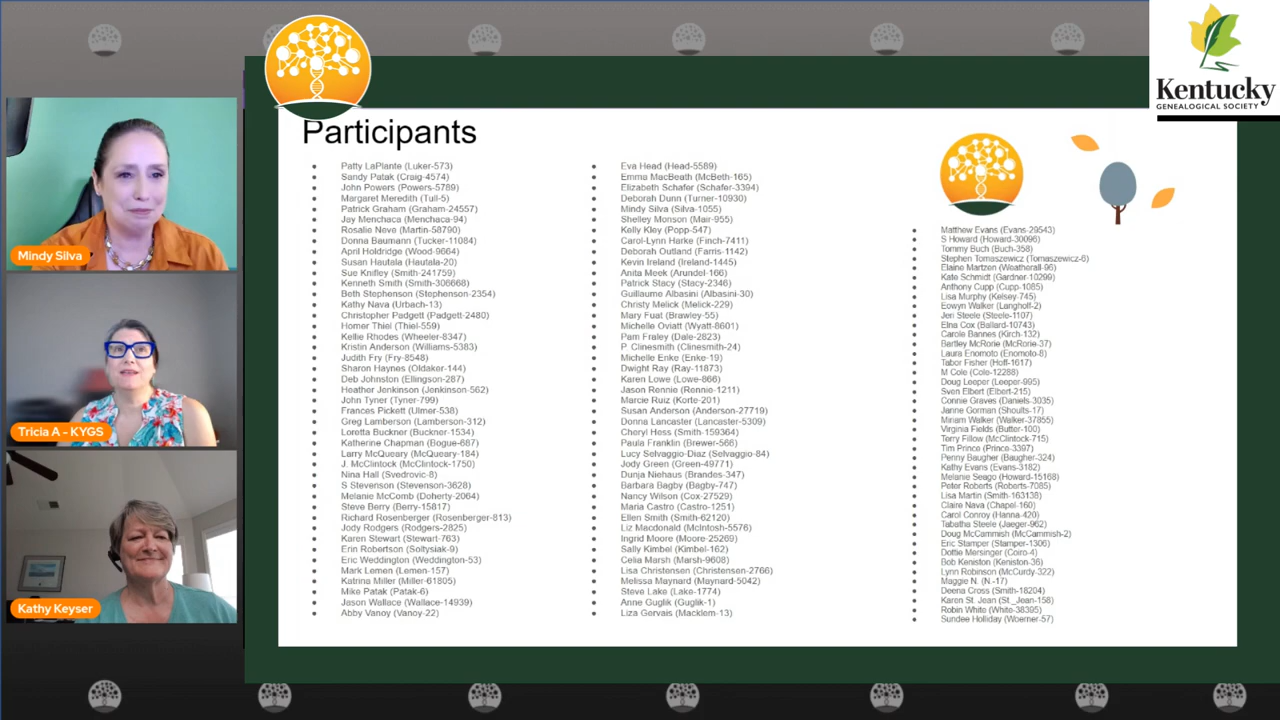 Kentucky
GENEALOGICAL SOCIETY
Participants
Patty LaPlante (Luker-573)
Sandy Patak (Craig-4574)
John Powers (Powers-5789)
Margaret Meredith (Tull-5)
Patrick Graham (Graham-24557)
Jay Menchaca (Menchaca-94)
Rosalie Neve (Martin-58790)
Donna Baumann (Tucker-11084)
April Holdridge (Wood-9664)
Susan Hautala (Hautala-20)
Sue Knifley (Smith-241759)
Kenneth Smith (Smith-306668)
Beth Stephenson (Stephenson-2354)
Kathy Nava (Urbach-13)
Christopher Padgett (Padgett-2480)
Homer Thiel (Thiel-559)
Kellie Rhodes (Wheeler-8347)
Kristin Anderson (Williams-5383)
Judith Fry (Fry-8548)
Sharon Haynes (Oldaker-144)
Deb Johnston (Ellingson-287)
Heather Jenkinson (Jenkinson-562)
John Tyner (Tyner-799)
Frances Pickett (Ulmer-538)
Greg Lamberson (Lamberson-312)
Loretta Buckner (Buckner-1534)
Katherine Chapman (Bogue-687)
Larry McQueary (McQueary-184)
J. McClintock (McClintock-1750)
Nina Hall (Svedrovic-8)
S Stevenson (Stevenson-3628)
Melanie McComb (Doherty-2064)
Steve Berry (Berry-15817)
Richard Rosenberger (Rosenberger-813)
Jody Rodgers (Rodgers-2825)
Karen Stewart (Stewart-763)
Erin Robertson (Soltysiak-9)
Eric Weddington (Weddington-53)
Mark Lemen (Lemen-157)
Katrina Miller (Miller-61805)
Mike Patak (Patak-6)
Jason Wallace (Wallace-14939)
Abby Vanoy (Vanoy-22)
Eva Head (Head-5589)
Emma MacBeath (McBeth-165)
Elizabeth Schafer (Schafer-3394)
Deborah Dunn (Turner-10930)
Mindy Silva (Silva-1055)
Shelley Monson (Mair-955)
Kelly Kley (Popp-547)
Carol-Lynn Harke (Finch-7411)
Deborah Outland (Farris-1142)
Kevin Ireland (Ireland-1445)
Anita Meek (Arundel-166)
Patrick Stacy (Stacy-2346)
Guillaume Albasini (Albasini-30)
Christy Melick (Melick-229)
Mary Fuat (Brawley-55)
Michelle Oviatt (Wyatt-8601)
Pam Fraley (Dale-2823)
P. Clinesmith (Clinesmith-24)
Michelle Enke (Enke-19)
Dwight Ray (Ray-11873)
Karen Lowe (Lowe-866)
Jason Rennie (Rennie-1211)
Marcie Ruiz (Korte-201)
Susan Anderson (Anderson-27719)
Donna Lancaster (Lancaster-5309)
Cheryl Hess (Smith-159364)
Paula Franklin (Brewer-566)
Lucy Selvaggio-Diaz (Selvaggio-84)
Jody Green (Green-49771)
Dunja Niehaus (Brandes-347)
Barbara Bagby (Bagby-747)
Nancy Wilson (Cox-27529)
Maria Castro (Castro-1251)
Ellen Smith (Smith-62120)
Liz Macdonald (McIntosh-5576)
Ingrid Moore (Moore-25269)
Sally Kimbel (Kimbel-162)
Celia Marsh (Marsh-9608)
Lisa Christensen (Christensen-2766)
Melissa Maynard (Maynard-5042)
Steve Lake (Lake-1774)
Anne Guglik (Guglik-1)
Liza Gervais (Macklem-13)
Matthew Evans (Evans-29543)
S Howard (Howard-30096)
Tommy Buch (Buch-358)
Stephen Tomaszewicz (Tomaszewicz-6)
Elaine Martzen (Weatherall-96)
Kate Schmidt (Gardner-10299)
Anthony Cupp (Cupp-1085)
Lisa Murphy (Kelsey-745)
Eowyn Walker (Langholf-2)
Jen Steele (Steele-1107)
Elna Cox (Ballard-10743)
Carole Bannes (Kirch-132)
Bartley McRorie (McRorie-37)
Laura Enomoto (Enomoto-8)
Tabor Fisher (Hoff-1617)
M Cole (Cole-12288)
Doug Leeper (Leeper-995)
Sven Elbert (Elbert-215)
Connie Graves (Daniels-3035)
Janne Gorman (Shoults-17)
Miriam Walker (Walker-37855)
Virginia Fields (Butter-100)
Terry Fillow (McClintock-715)
Tim Prince (Prince-3397)
Penny Baugher (Baugher-324)
Kathy Evans (Evans-3182)
Melanie Seago (Howard-15168)
Peter Roberts (Roberts-7085)
Lisa Martin (Smith-163138)
Claire Nava (Chapel-160)
Carol Conroy (Hanna-420)
Tabatha Steele (Jaeger-962)
Doug McCammish (McCammish-2)
Eric Stamper (Stamper-1306)
Dottie Mersinger (Coiro-4)
Bob Keniston (Keniston-36)
Lynn Robinson (McCurdy-322)
Maggie N. (N.-17)
Deena Cross (Smith-18204)
Karen St. Jean (St_Jean-158)
Robin White (White-38395)
Sundee Holliday (Woerner-57)
Mindy Silva
Tricia A - KYGS
Kathy Keyser